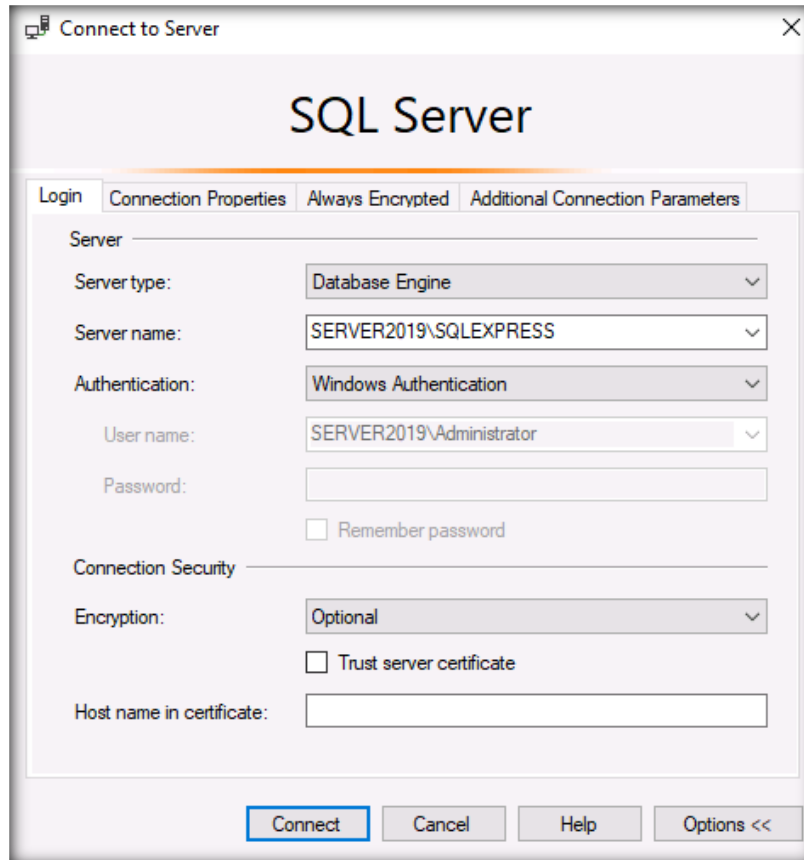 Connect to Server
SQL Server
Login Connection Properties Always Encrypted Additional Connection Parameters
Server
Server type: Database Engine
Server name: SERVER2019\SQLEXPRESS
Authentication: Windows Authentication
User name: SERVER2019\Administrator
Password:
Remember password
Connection Security
Encryption: Optional
Trust server certificate
Host name in certificate:
Connect Cancel Help Options <<